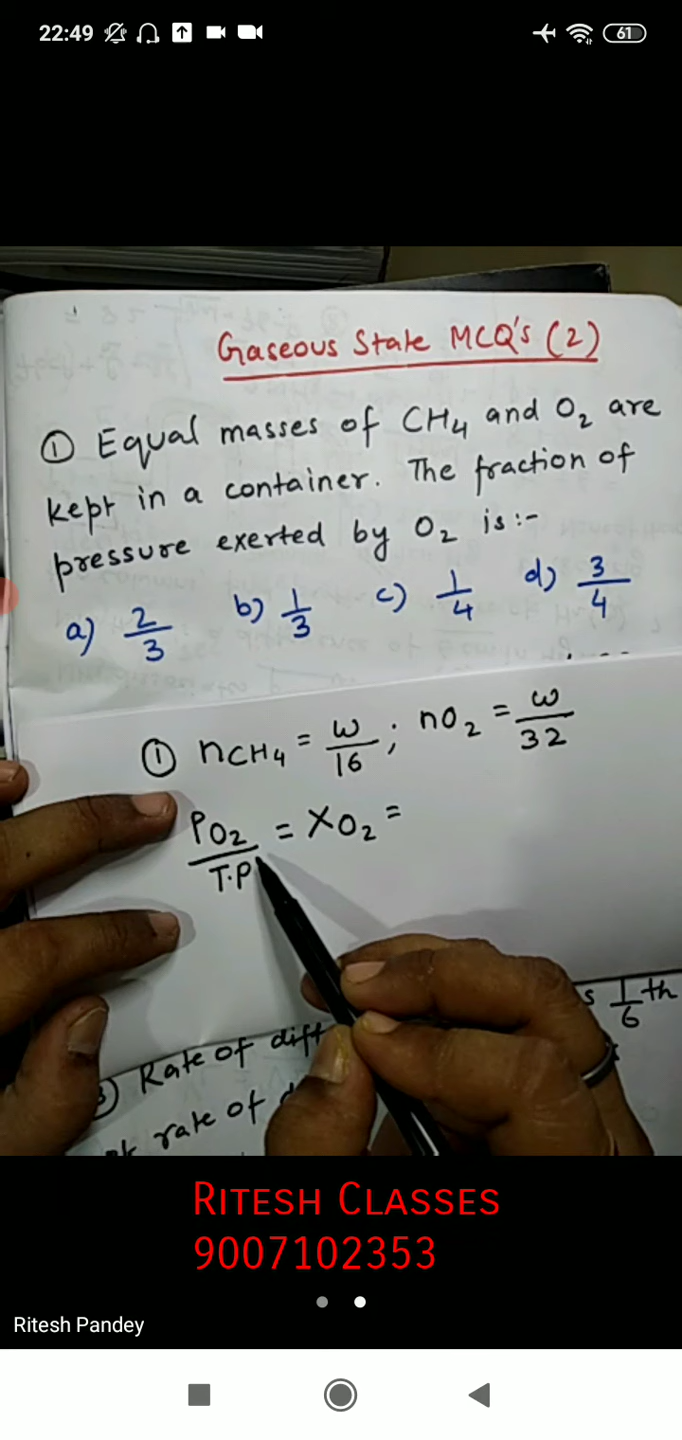 22:49
61
Gaseous State MCQ's (2)
① Equal masses of CH4 and O2 are
kept in a container. The fraction of
pressure exerted by O2 is :-
a) 2/3 b) 1/3 c) 1/4 d) 3/4
① nCH4 = w/16 ; nO2 = w/32
PO2/T.P = XO2 =
s 1/6 th
Rate of diff
rate of
RITESH CLASSES
9007102353
Ritesh Pandey